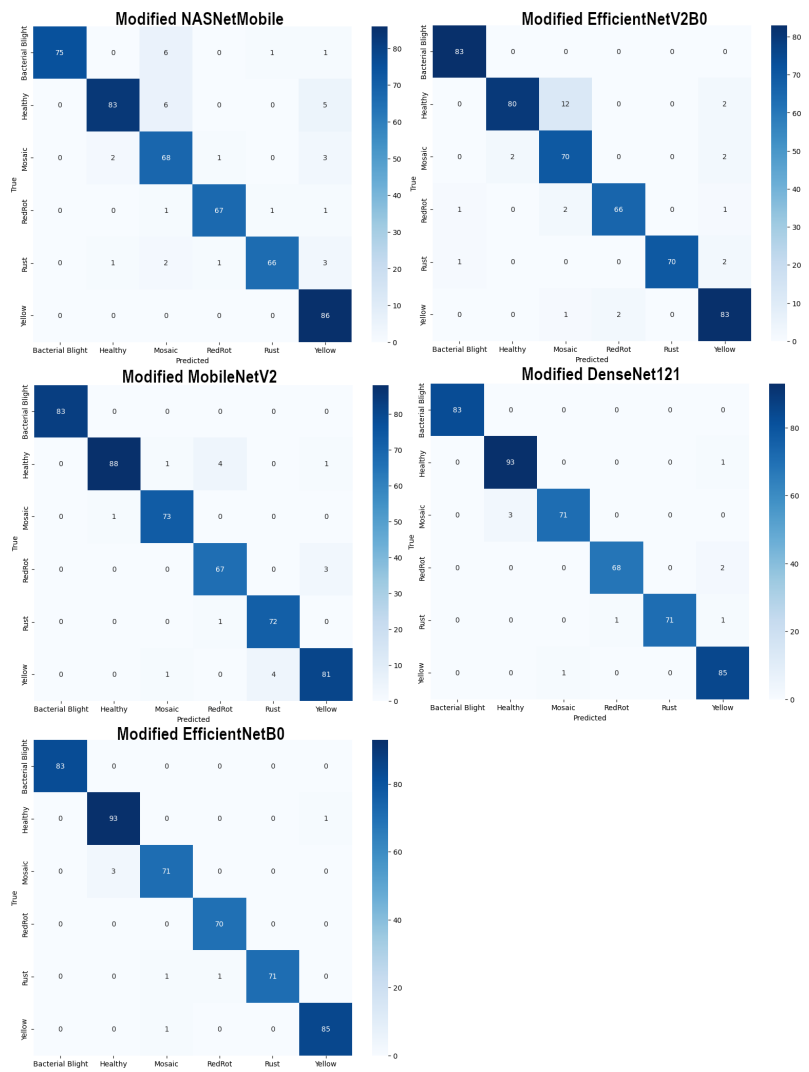 Modified NASNetMobile
Bacterial Blight 75 0 6 0 1 1
Healthy 0 83 6 0 0 5
Mosaic 0 2 68 1 0 3
RedRot 0 0 1 67 1 1
Rust 0 1 2 1 66 3
Yellow 0 0 0 0 0 86
True
Bacterial Blight Healthy Mosaic RedRot Rust Yellow
Predicted
80
70
60
50
40
30
20
10
0
Modified EfficientNetV2B0
Bacterial Blight 83 0 0 0 0 0
Healthy 0 80 12 0 0 2
Mosaic 0 2 70 0 0 2
RedRot 1 0 2 66 0 1
Rust 1 0 0 0 70 2
Yellow 0 0 1 2 0 83
True
Bacterial Blight Healthy Mosaic RedRot Rust Yellow
Predicted
80
70
60
50
40
30
20
10
0
Modified MobileNetV2
Bacterial Blight 83 0 0 0 0 0
Healthy 0 88 1 4 0 1
Mosaic 0 1 73 0 0 0
RedRot 0 0 0 67 0 3
Rust 0 0 0 1 72 0
Yellow 0 0 1 0 4 81
True
Bacterial Blight Healthy Mosaic RedRot Rust Yellow
Predicted
80
70
60
50
40
30
20
10
0
Modified DenseNet121
Bacterial Blight 83 0 0 0 0 0
Healthy 0 93 0 0 0 1
Mosaic 0 3 71 0 0 0
RedRot 0 0 0 68 0 2
Rust 0 0 0 1 71 1
Yellow 0 0 1 0 0 85
True
Bacterial Blight Healthy Mosaic RedRot Rust Yellow
Predicted
80
60
40
20
0
Modified EfficientNetB0
Bacterial Blight 83 0 0 0 0 0
Healthy 0 93 0 0 0 1
Mosaic 0 3 71 0 0 0
RedRot 0 0 0 70 0 0
Rust 0 0 1 1 71 0
Yellow 0 0 1 0 0 85
True
Bacterial Blight Healthy Mosaic RedRot Rust Yellow
Predicted
80
60
40
20
0